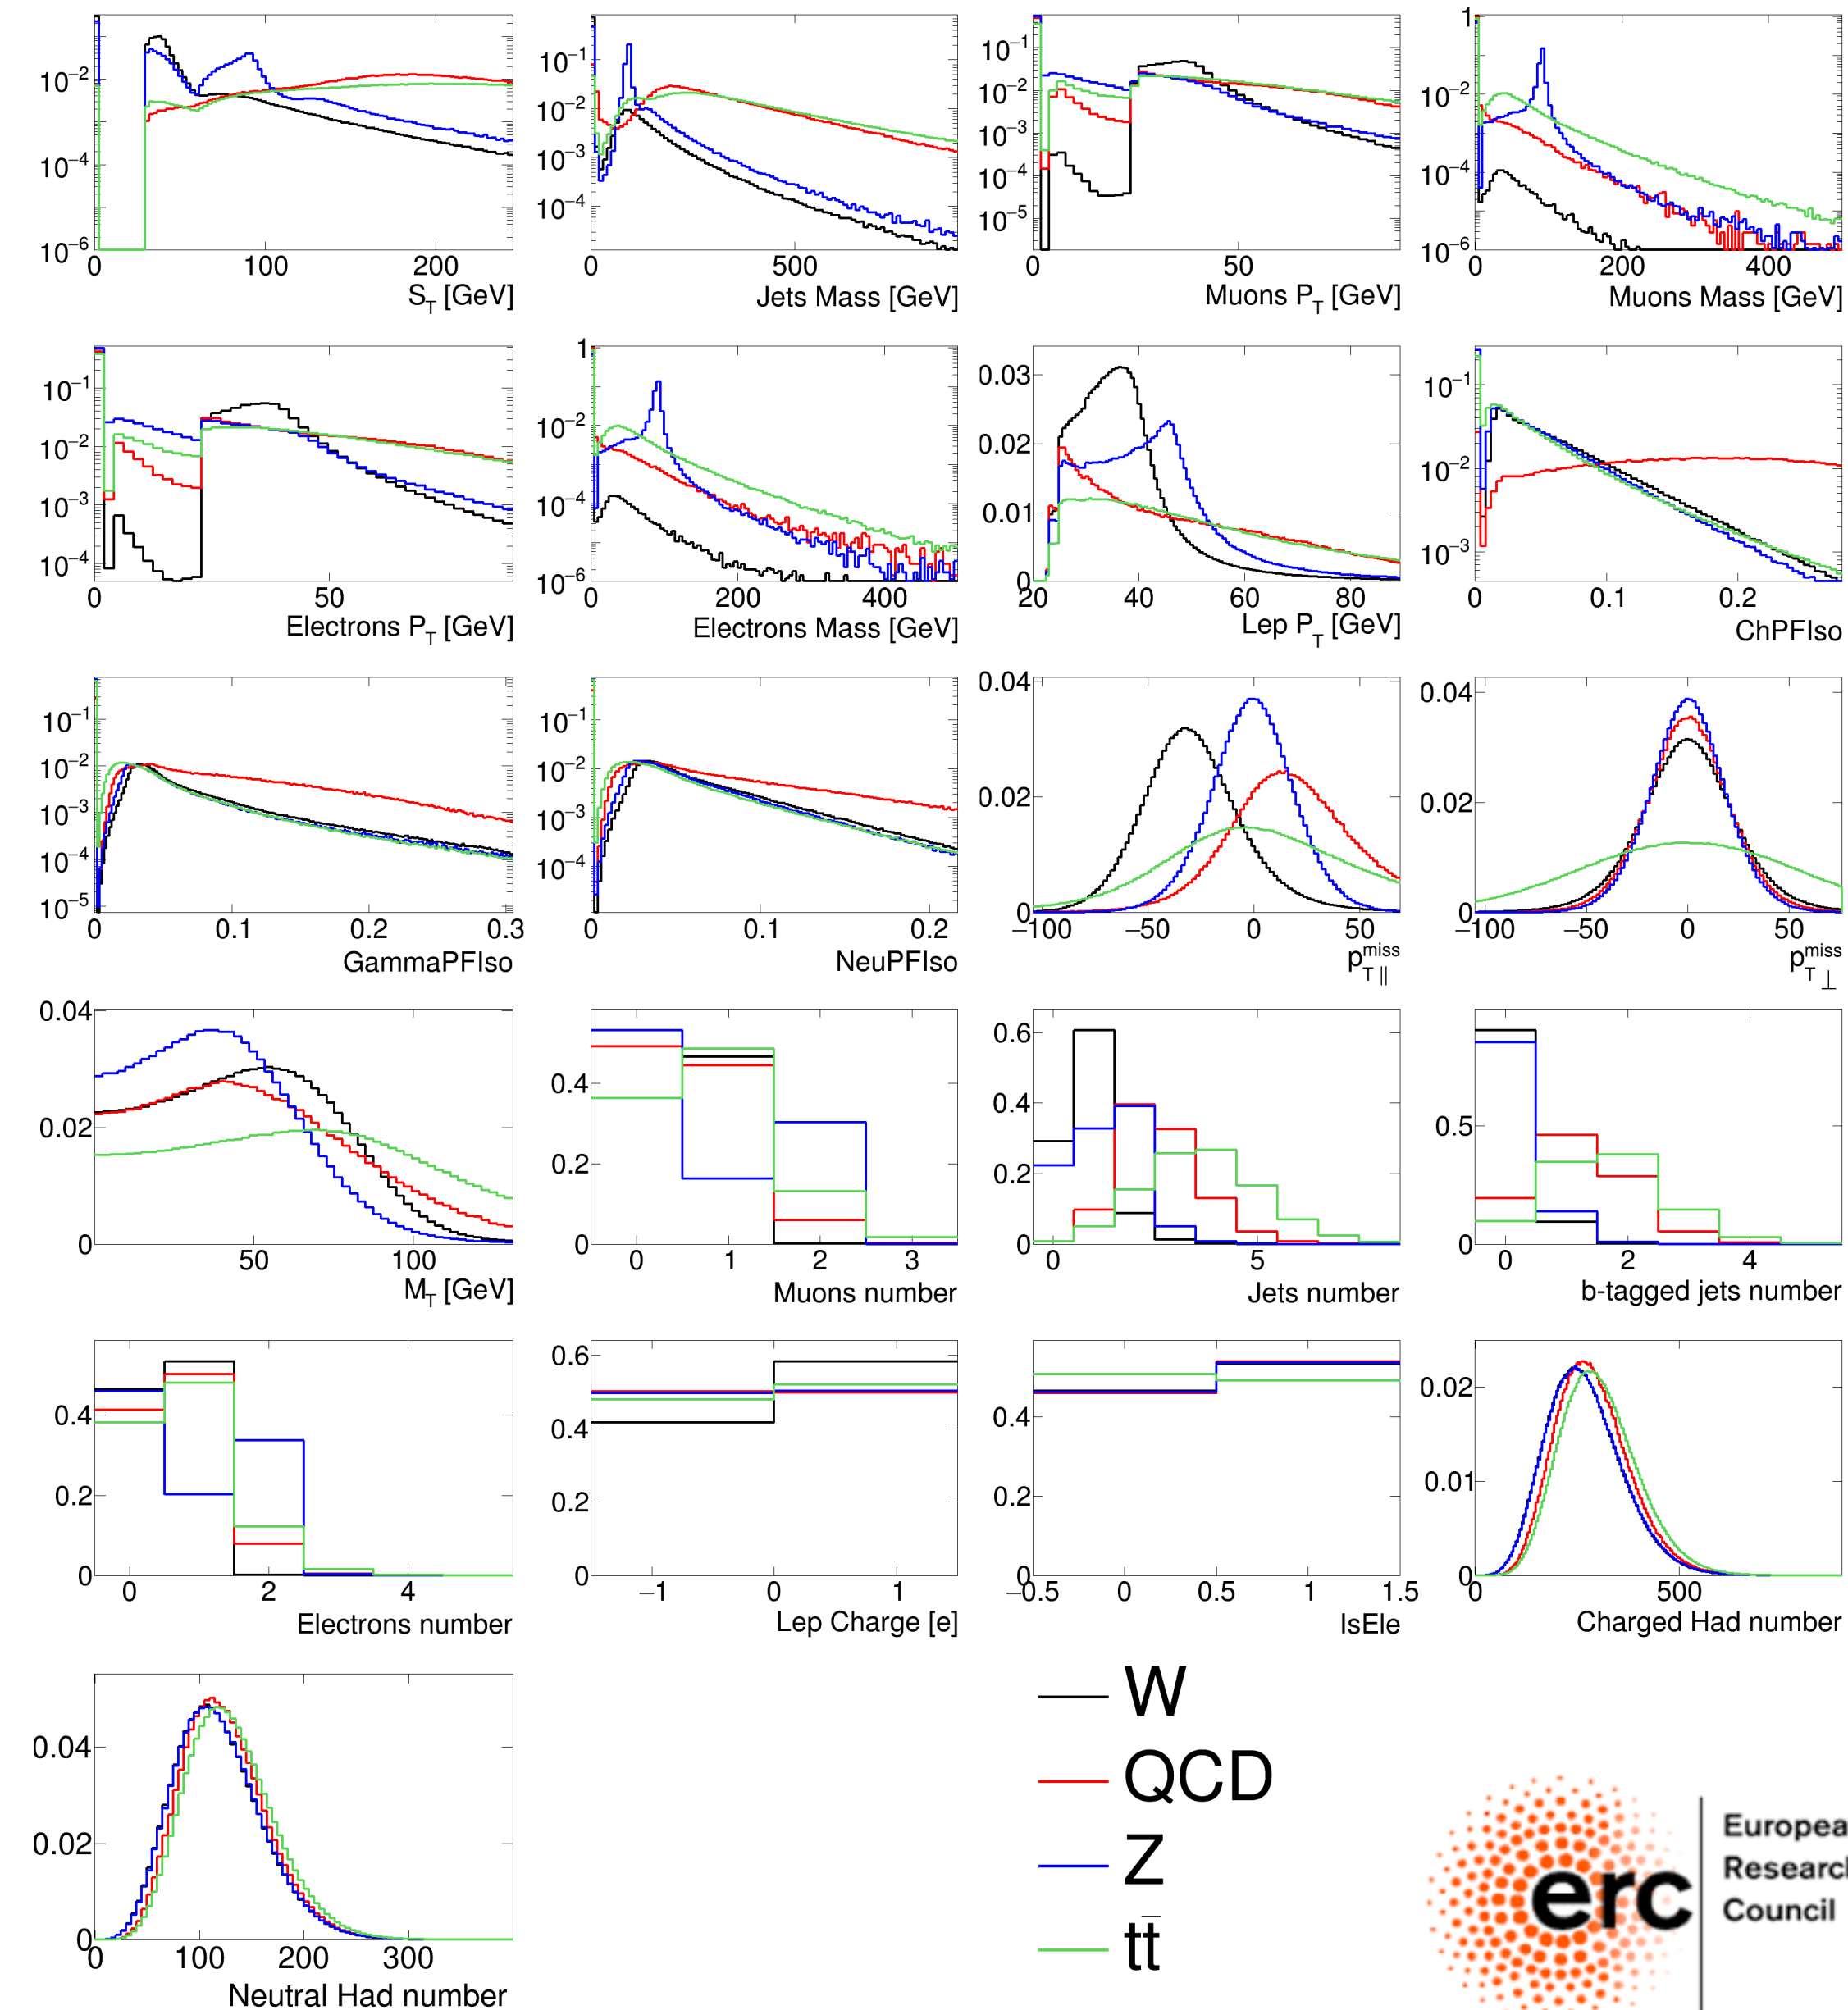 10⁻²
10⁻⁴
10⁻⁶
0 100 200
S_T [GeV]
10⁻¹
10⁻²
10⁻³
10⁻⁴
0 500
Jets Mass [GeV]
10⁻¹
10⁻²
10⁻³
10⁻⁴
10⁻⁵
0 50
Muons P_T [GeV]
1
10⁻²
10⁻⁴
10⁻⁶
0 200 400
Muons Mass [GeV]
10⁻¹
10⁻²
10⁻³
10⁻⁴
0 50
Electrons P_T [GeV]
1
10⁻²
10⁻⁴
10⁻⁶
0 200 400
Electrons Mass [GeV]
0.03
0.02
0.01
0
20 40 60 80
Lep P_T [GeV]
10⁻¹
10⁻²
10⁻³
0 0.1 0.2
ChPFIso
10⁻¹
10⁻²
10⁻³
10⁻⁴
10⁻⁵
0 0.1 0.2 0.3
GammaPFIso
10⁻¹
10⁻²
10⁻³
10⁻⁴
0 0.1 0.2
NeuPFIso
0.04
0.02
0
−100 −50 0 50
p_T ∥^miss
0.04
0.02
0
−100 −50 0 50
p_T ⊥^miss
0.04
0.02
0
50 100
M_T [GeV]
0.4
0.2
0
0 1 2 3
Muons number
0.6
0.4
0.2
0
0 5
Jets number
0.5
0
0 2 4
b-tagged jets number
0.4
0.2
0
0 2 4
Electrons number
0.6
0.4
0.2
0
−1 0 1
Lep Charge [e]
0.4
0.2
0
−0.5 0 0.5 1 1.5
IsEle
0.02
0.01
0
0 500
Charged Had number
0.04
0.02
0
0 100 200 300
Neutral Had number
W
QCD
Z
tt̄
erc
Europea
Research
Council